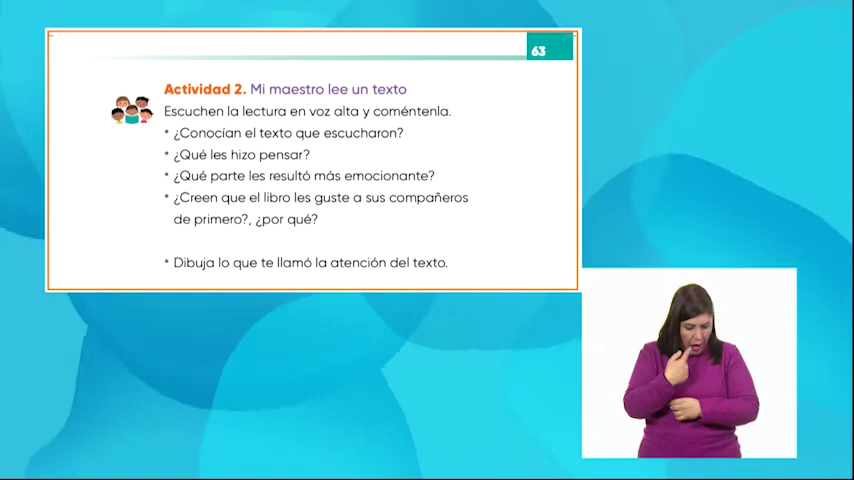 63
Actividad 2. Mi maestro lee un texto
Escuchen la lectura en voz alta y coméntenla.
• ¿Conocían el texto que escucharon?
• ¿Qué les hizo pensar?
• ¿Qué parte les resultó más emocionante?
• ¿Creen que el libro les guste a sus compañeros
de primero?, ¿por qué?
• Dibuja lo que te llamó la atención del texto.